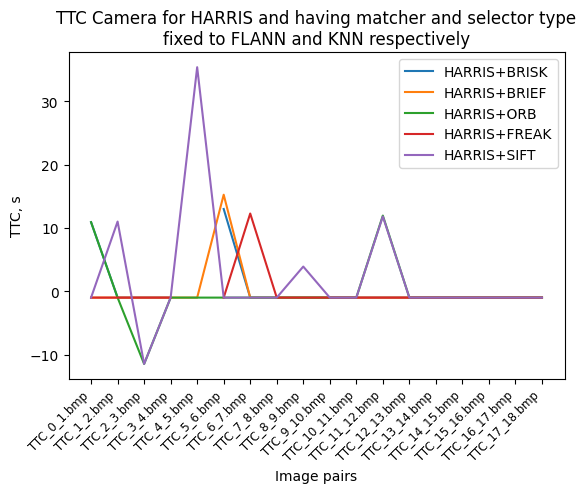 TTC Camera for HARRIS and having matcher and selector type
fixed to FLANN and KNN respectively
HARRIS+BRISK
HARRIS+BRIEF
HARRIS+ORB
HARRIS+FREAK
HARRIS+SIFT
TTC, s
30
20
10
0
−10
TTC_0_1.bmp
TTC_1_2.bmp
TTC_2_3.bmp
TTC_3_4.bmp
TTC_4_5.bmp
TTC_5_6.bmp
TTC_6_7.bmp
TTC_7_8.bmp
TTC_8_9.bmp
TTC_9_10.bmp
TTC_10_11.bmp
TTC_11_12.bmp
TTC_12_13.bmp
TTC_13_14.bmp
TTC_14_15.bmp
TTC_15_16.bmp
TTC_16_17.bmp
TTC_17_18.bmp
Image pairs